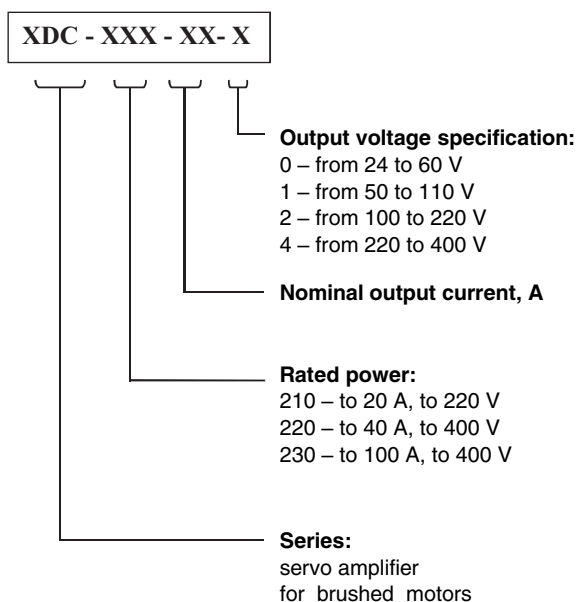 XDC - XXX - XX- X
Output voltage specification:
0 – from 24 to 60 V
1 – from 50 to 110 V
2 – from 100 to 220 V
4 – from 220 to 400 V
Nominal output current, A
Rated power:
210 – to 20 A, to 220 V
220 – to 40 A, to 400 V
230 – to 100 A, to 400 V
Series:
servo amplifier
for brushed motors